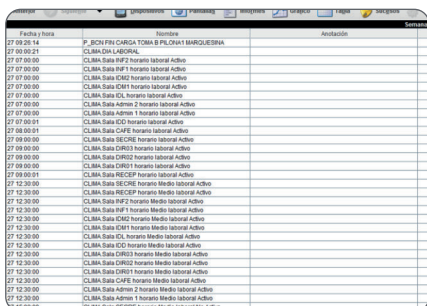 Anterior Siguiente Dispositivos Pantallas Informes Gráfico Tabla Sucesos
Semana
Fecha y hora Nombre Anotación
27 09:26:14 P_BCN FIN CARGA TOMA B PILONA1 MARQUESINA
27 00:00:21 CLIMA.DIA LABORAL
27 07:00:00 CLIMA.Sala INF2 horario laboral Activo
27 07:00:00 CLIMA.Sala INF1 horario laboral Activo
27 07:00:00 CLIMA.Sala IDM2 horario laboral Activo
27 07:00:00 CLIMA.Sala IDM1 horario laboral Activo
27 07:00:00 CLIMA.Sala IDL horario laboral Activo
27 07:00:00 CLIMA.Sala Admin 2 horario laboral Activo
27 07:00:00 CLIMA.Sala Admin 1 horario laboral Activo
27 07:00:01 CLIMA.Sala IDD horario laboral Activo
27 08:00:01 CLIMA.Sala CAFE horario laboral Activo
27 09:00:00 CLIMA.Sala SECRE horario laboral Activo
27 09:00:00 CLIMA.Sala DIR03 horario laboral Activo
27 09:00:00 CLIMA.Sala DIR02 horario laboral Activo
27 09:00:00 CLIMA.Sala DIR01 horario laboral Activo
27 09:00:01 CLIMA.Sala RECEP horario laboral Activo
27 12:30:00 CLIMA.Sala SECRE horario Medio laboral Activo
27 12:30:00 CLIMA.Sala RECEP horario Medio laboral Activo
27 12:30:00 CLIMA.Sala INF2 horario Medio laboral Activo
27 12:30:00 CLIMA.Sala INF1 horario Medio laboral Activo
27 12:30:00 CLIMA.Sala IDM2 horario Medio laboral Activo
27 12:30:00 CLIMA.Sala IDM1 horario Medio laboral Activo
27 12:30:00 CLIMA.Sala IDL horario Medio laboral Activo
27 12:30:00 CLIMA.Sala IDD horario Medio laboral Activo
27 12:30:00 CLIMA.Sala DIR03 horario Medio laboral Activo
27 12:30:00 CLIMA.Sala DIR02 horario Medio laboral Activo
27 12:30:00 CLIMA.Sala DIR01 horario Medio laboral Activo
27 12:30:00 CLIMA.Sala CAFE horario Medio laboral Activo
27 12:30:00 CLIMA.Sala Admin 2 horario Medio laboral Activo
27 12:30:00 CLIMA.Sala Admin 1 horario Medio laboral Activo